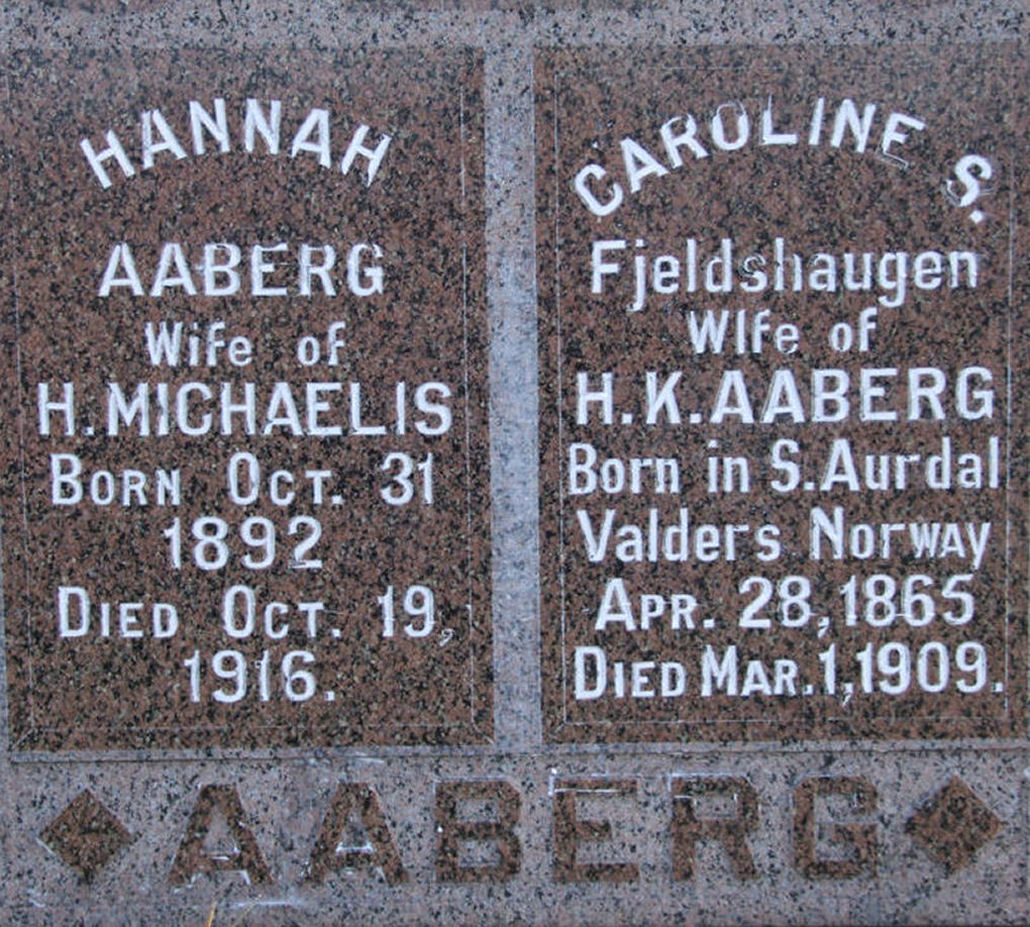 HANNAH
AABERG
Wife of
H. MICHAELIS
BORN OCT. 31
1892
DIED OCT. 19,
1916.
CAROLINE S.
Fjeldshaugen
WIfe of
H.K. AABERG
Born in S. Aurdal
Valders Norway
APR. 28, 1865
DIED MAR. 1, 1909.
AABERG